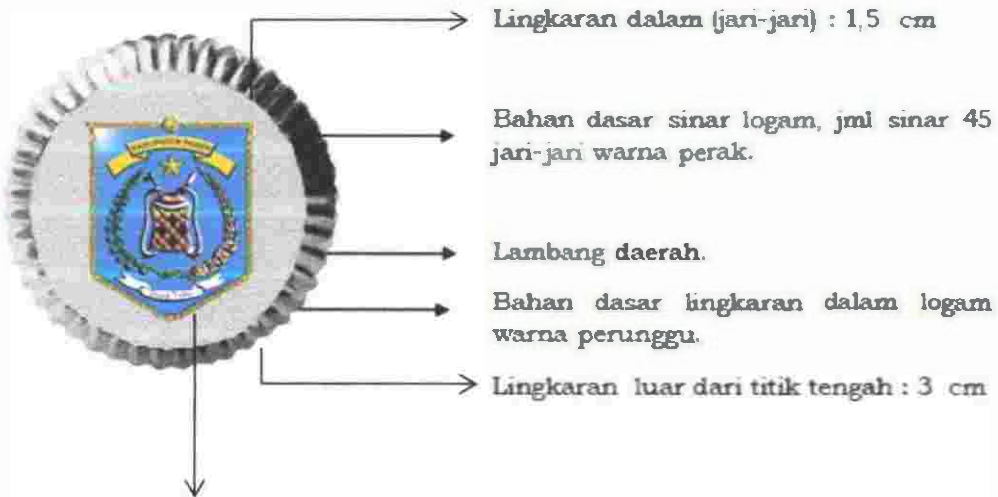 Lingkaran dalam (jari-jari) : 1,5 cm
Bahan dasar sinar logam, jml sinar 45
jari-jari warna perak.
Lambang daerah.
Bahan dasar lingkaran dalam logam
warna perunggu.
Lingkaran luar dari titik tengah : 3 cm